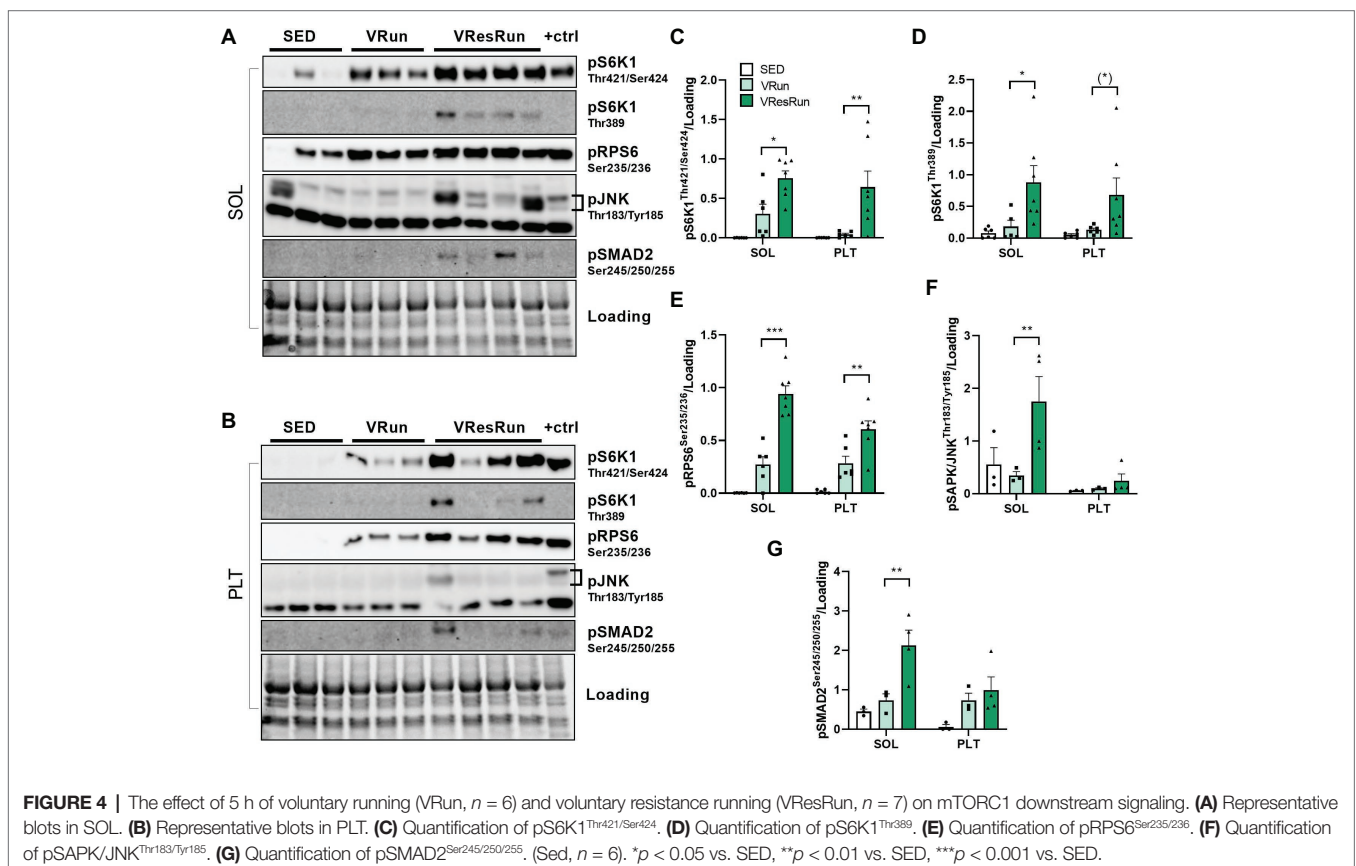 A
SED VRun VResRun +ctrl
SOL
pS6K1
Thr421/Ser424
pS6K1
Thr389
pRPS6
Ser235/236
pJNK
Thr183/Tyr185
pSMAD2
Ser245/250/255
Loading
B
SED VRun VResRun +ctrl
PLT
pS6K1
Thr421/Ser424
pS6K1
Thr389
pRPS6
Ser235/236
pJNK
Thr183/Tyr185
pSMAD2
Ser245/250/255
Loading
C
SED
VRun
VResRun
pS6K1Thr421/Ser424/Loading
2.0
1.5
1.0
0.5
0.0
* **
SOL PLT
D
pS6K1Thr389/Loading
2.5
2.0
1.5
1.0
0.5
0.0
* (*)
SOL PLT
E
pRPS6Ser235/236/Loading
1.5
1.0
0.5
0.0
*** **
SOL PLT
F
pSAPK/JNKThr183/Tyr185/Loading
3
2
1
0
**
SOL PLT
G
pSMAD2Ser245/250/255/Loading
4
3
2
1
0
**
SOL PLT
FIGURE 4 | The effect of 5 h of voluntary running (VRun, n = 6) and voluntary resistance running (VResRun, n = 7) on mTORC1 downstream signaling. (A) Representative
blots in SOL. (B) Representative blots in PLT. (C) Quantification of pS6K1Thr421/Ser424. (D) Quantification of pS6K1Thr389. (E) Quantification of pRPS6Ser235/236. (F) Quantification
of pSAPK/JNKThr183/Tyr185. (G) Quantification of pSMAD2Ser245/250/255. (Sed, n = 6). *p < 0.05 vs. SED, **p < 0.01 vs. SED, ***p < 0.001 vs. SED.